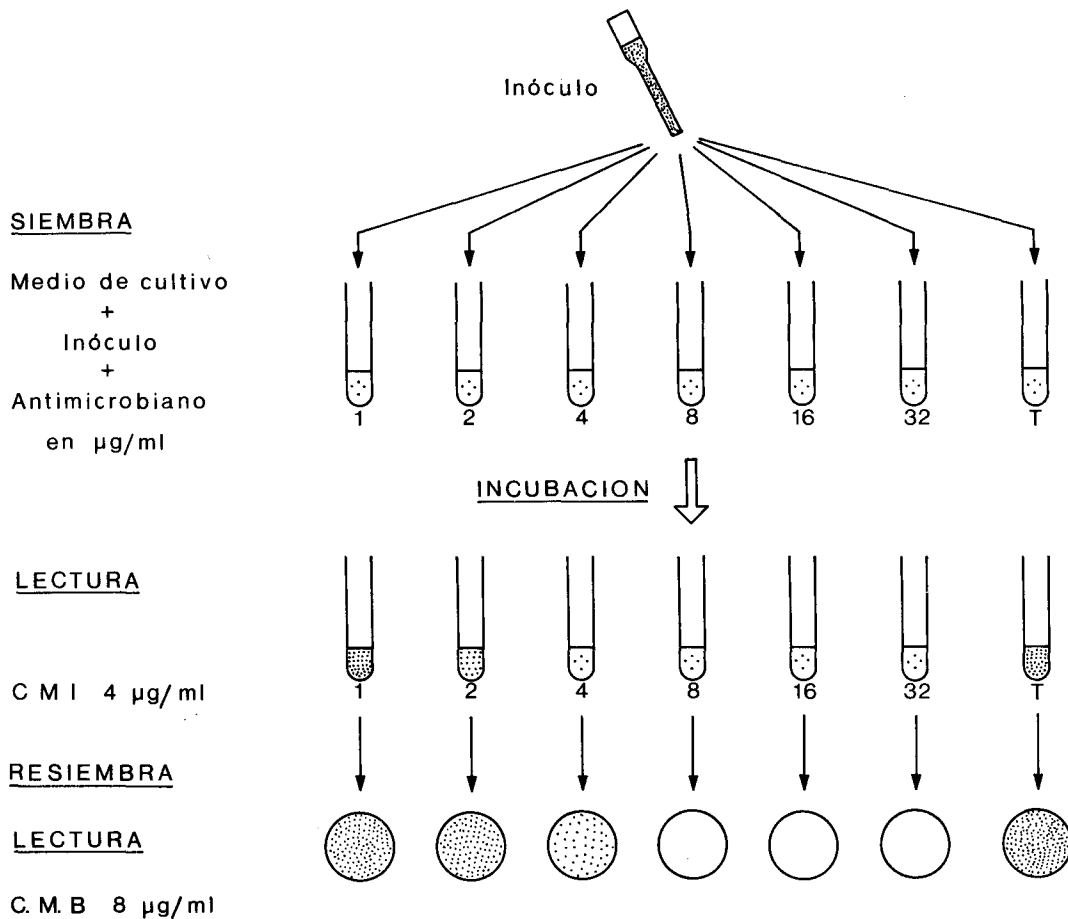 Inóculo
SIEMBRA
Medio de cultivo
+
Inóculo
+
Antimicrobiano
en µg/ml
1 2 4 8 16 32 T
INCUBACION
LECTURA
C M I 4 µg/ml
1 2 4 8 16 32 T
RESIEMBRA
LECTURA
C. M. B 8 µg/ml